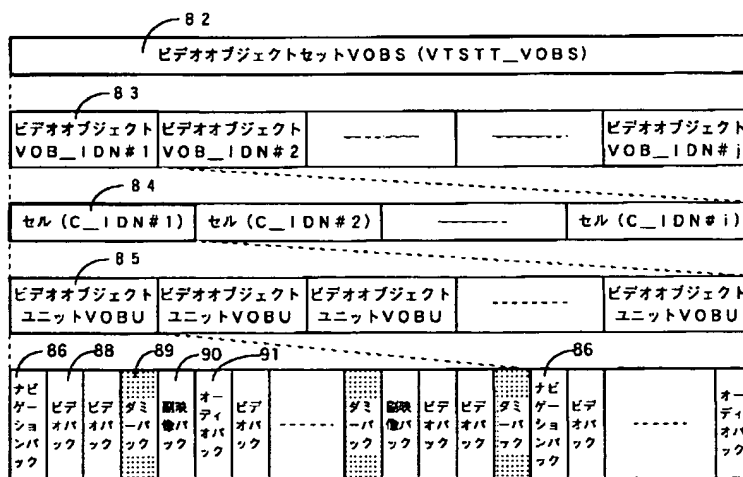 82
ビデオオブジェクトセットVOBS (VTSTT_VOBS)
83
ビデオオブジェクト
VOB_IDN#1
ビデオオブジェクト
VOB_IDN#2
ビデオオブジェクト
VOB_IDN#j
84
セル (C_IDN#1)
セル (C_IDN#2)
セル (C_IDN#i)
85
ビデオオブジェクト
ユニットVOBU
ビデオオブジェクト
ユニットVOBU
ビデオオブジェクト
ユニットVOBU
ビデオオブジェクト
ユニットVOBU
86
88
89
90
91
86
ナビゲーションパック
ビデオパック
ビデオパック
ダミーパック
副映像パック
オーディオパック
ビデオパック
ダミーパック
副映像パック
ビデオパック
ビデオパック
ダミーパック
ナビゲーションパック
ビデオパック
オーディオパック